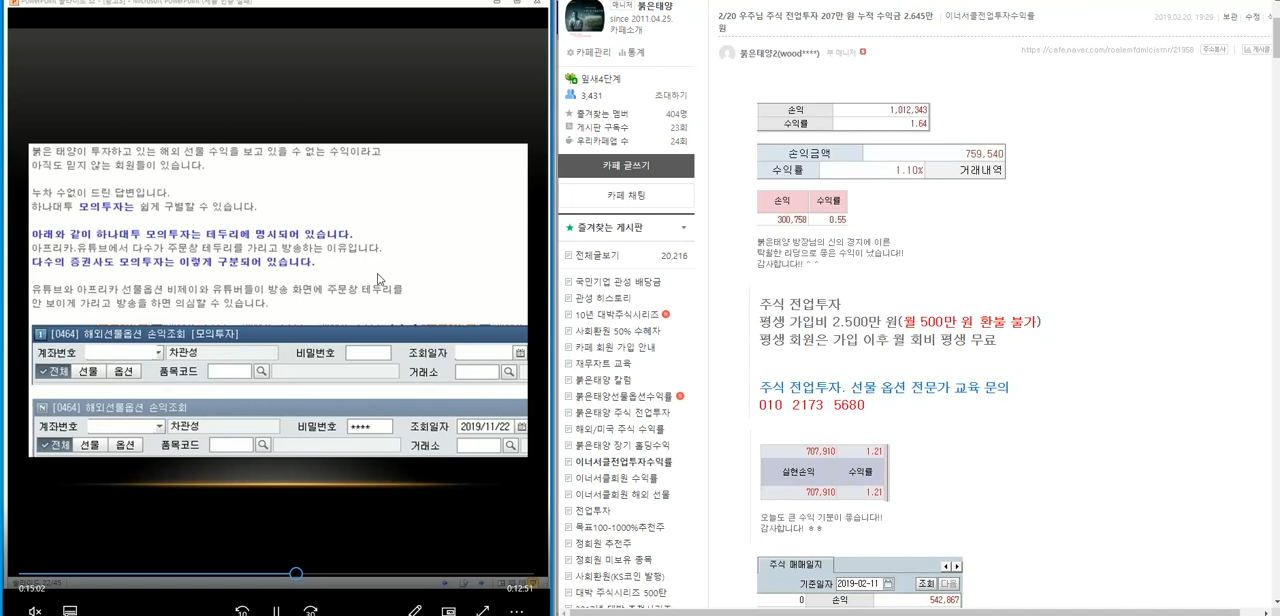 붉은 태양이 투자하고 있는 해외 선물 수익을 보고 있을 수 없는 수익이라고
아직도 믿지 않는 회원들이 있습니다.
누차 수없이 드린 답변입니다.
하나대투 모의투자는 쉽게 구별할 수 있습니다.
아래와 같이 하나대투 모의투자는 테두리에 명시되어 있습니다.
아프리카.유튜브에서 다수가 주문창 테두리를 가리고 방송하는 이유입니다.
다수의 증권사도 모의투자는 이렇게 구분되어 있습니다.
유튜브와 아프리카 선물옵션 비제이와 유튜버들이 방송 화면에 주문창 테두리를
안 보이게 가리고 방송을 하면 의심할 수 있습니다.
[0464] 해외선물옵션 손익조회 [모의투자]
계좌번호 차관성 비밀번호 조회일자
전체 선물 옵션 품목코드 거래소
[0464] 해외선물옵션 손익조회
계좌번호 차관성 비밀번호 **** 조회일자 2019/11/22
전체 선물 옵션 품목코드 거래소
0:15:02 0:12:51
매니저 붉은태양
since 2011.04.25.
카페소개
카페관리 통계
잎새4단계
3,431 초대하기
즐겨찾는 멤버 404명
게시판 구독수 23회
우리카페앱 수 24회
카페 글쓰기
카페 채팅
즐겨찾는 게시판
전체글보기 20,216
국민기업 관성 배당금
관성 히스토리
10년 대박주식시리즈
사회환원 50% 수혜자
카페 회원 가입 안내
재무차트 교육
붉은태양 칼럼
붉은태양선물옵션수익률
붉은태양 주식 전업투자
해외/미국 주식 수익률
붉은태양 장기 홀딩수익
이너서클전업투자수익률
이너서클회원 수익률
이너서클회원 해외 선물
전업투자
목표100-1000%추천주
정회원 추천주
정회원 미보유 종목
사회환원(KS코인 발행)
대박 주식시리즈 500탄
2/20 우주님 주식 전업투자 207만 원 누적 수익금 2.645만 원 이너서클전업투자수익률
2019.02.20. 19:29 보관 수정
붉은태양2(wood****) 부 매니저
https://cafe.naver.com/roalemfdmlcjsrnr/21958 주소복사
손익 1,012,343
수익률 1.64
손익금액 759,540
수익률 1.10% 거래내역
손익 수익률
300,758 0.55
붉은태양 방장님의 신의 경지에 이른
탁월한 리딩으로 좋은 수익이 났습니다!!
감사합니다! ^ ^
주식 전업투자
평생 가입비 2.500만 원(월 500만 원 환불 불가)
평생 회원은 가입 이후 월 회비 평생 무료
주식 전업투자. 선물 옵션 전문가 교육 문의
010 2173 5680
707,910 1.21
실현손익 수익률
707,910 1.21
오늘도 큰 수익 기분이 좋습니다!!
감사합니다! ㅎㅎ
주식 매매일지
기준일자 2019-02-11 조회 다음
0 손익 542,867